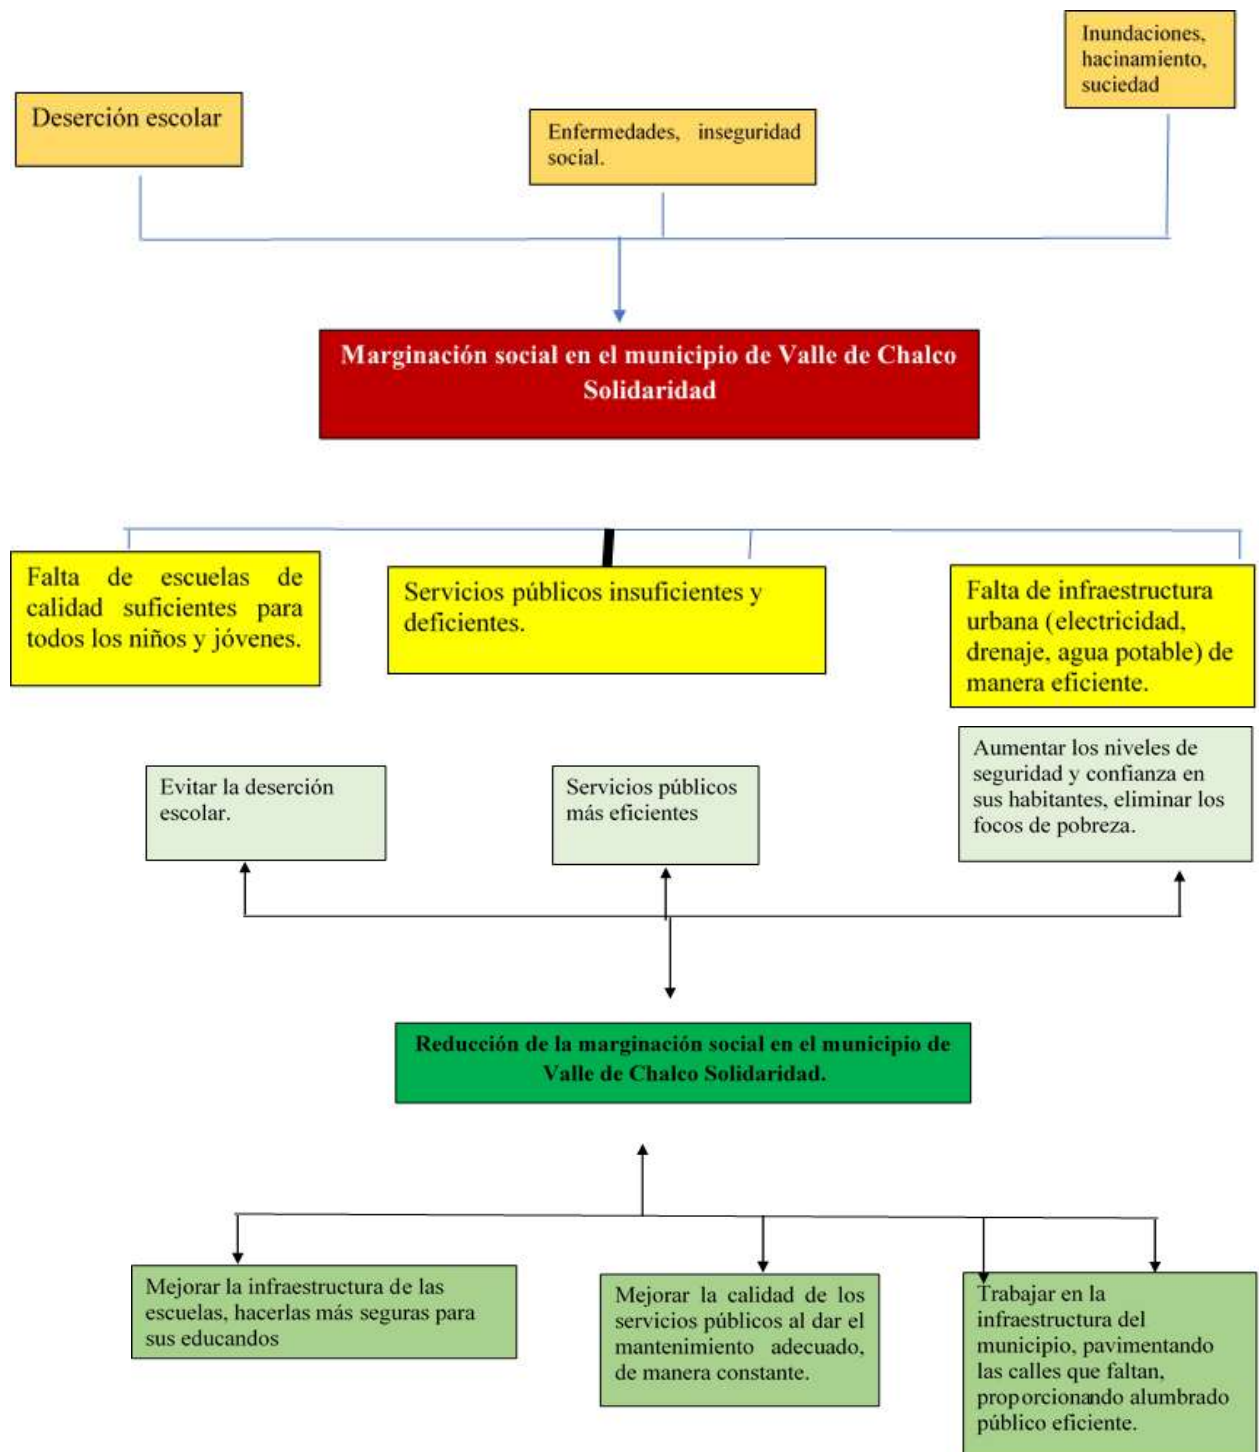 Inundaciones,
hacinamiento,
suciedad
Deserción escolar
Enfermedades, inseguridad
social.
Marginación social en el municipio de Valle de Chalco
Solidaridad
Falta de escuelas de
calidad suficientes para
todos los niños y jóvenes.
Servicios públicos insuficientes y
deficientes.
Falta de infraestructura
urbana (electricidad,
drenaje, agua potable) de
manera eficiente.
Evitar la deserción
escolar.
Servicios públicos
más eficientes
Aumentar los niveles de
seguridad y confianza en
sus habitantes, eliminar los
focos de pobreza.
Reducción de la marginación social en el municipio de
Valle de Chalco Solidaridad.
Mejorar la infraestructura de las
escuelas, hacerlas más seguras para
sus educandos
Mejorar la calidad de los
servicios públicos al dar el
mantenimiento adecuado,
de manera constante.
Trabajar en la
infraestructura del
municipio, pavimentando
las calles que faltan,
proporcionando alumbrado
público eficiente.